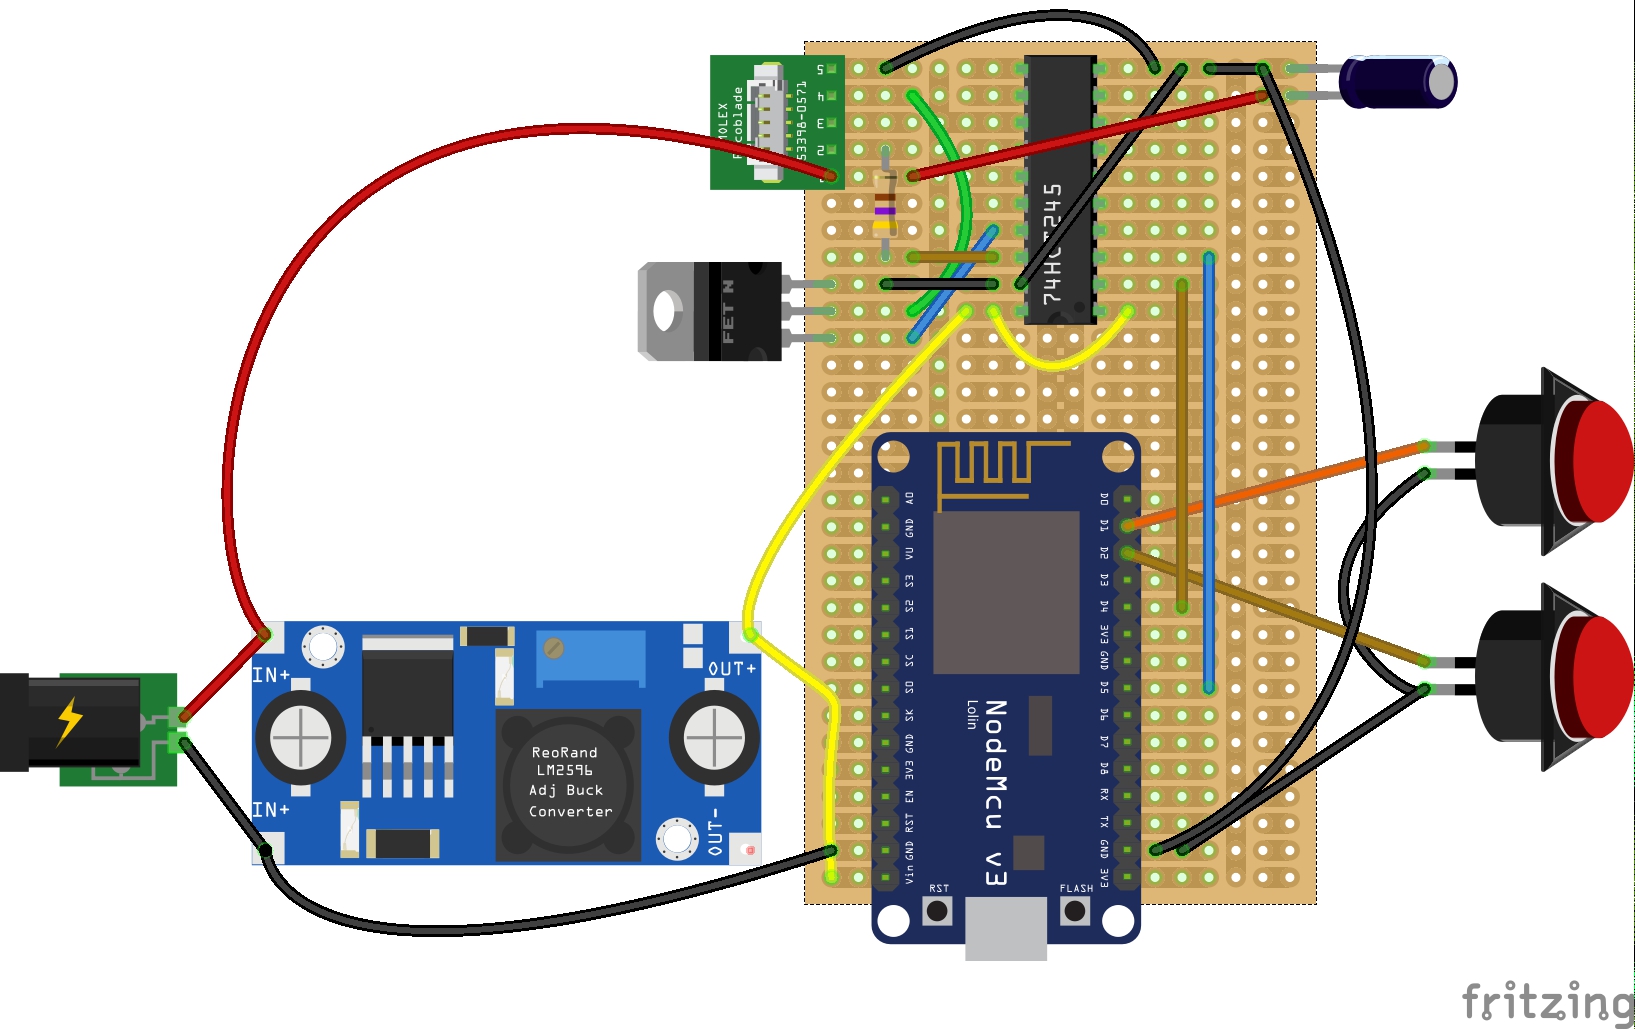 5
4
3
2
MOLEX
Picoblade
53398-0571
74HCT245
FET N
IN+
OUT+
IN+
OUT-
ReoRand
LM2596
Adj Buck
Converter
A0
GND
VU
S3
S2
S1
SC
S0
SK
GND
3V3
EN
RST
GND
Vin
D0
D1
D2
D3
D4
3V3
GND
D5
D6
D7
D8
RX
TX
GND
3V3
NodeMcu v3
Lolin
RST
FLASH
fritzing